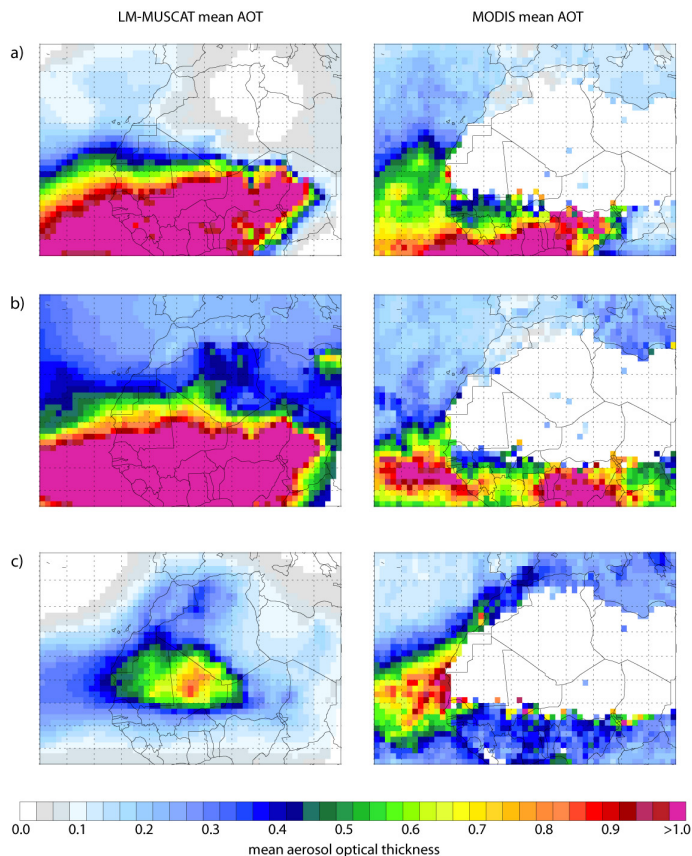 LM-MUSCAT mean AOT
MODIS mean AOT
a)
b)
c)
0.0 0.1 0.2 0.3 0.4 0.5 0.6 0.7 0.8 0.9 >1.0
mean aerosol optical thickness